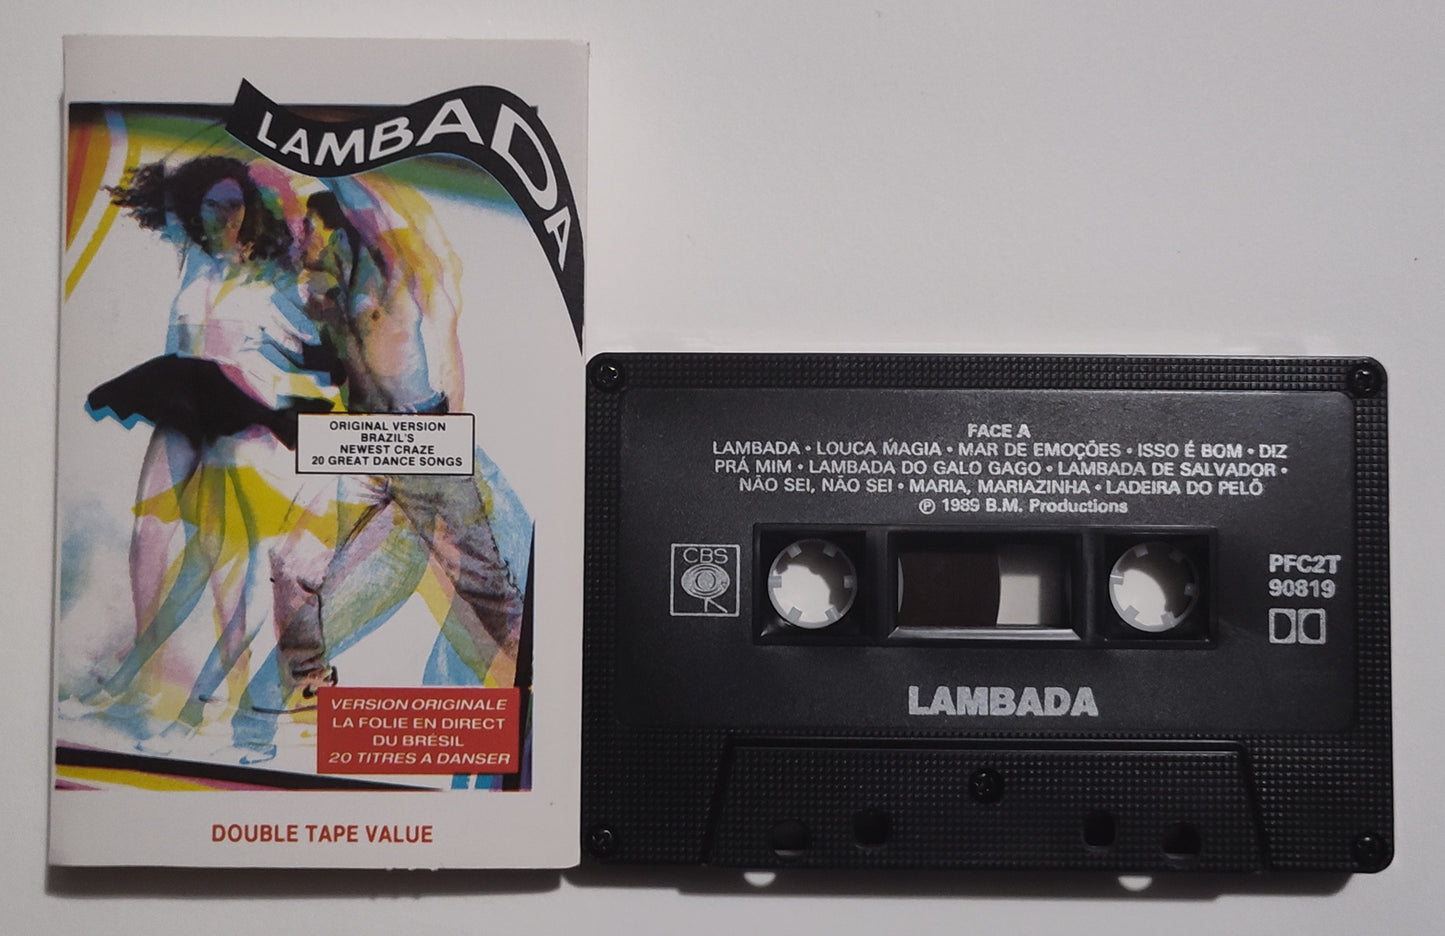 LAMBADA
ORIGINAL VERSION
BRAZIL'S
NEWEST CRAZE
20 GREAT DANCE SONGS
VERSION ORIGINALE
LA FOLIE EN DIRECT
DU BRÉSIL
20 TITRES A DANSER
DOUBLE TAPE VALUE
FACE A
LAMBADA • LOUCA MAGIA • MAR DE EMOÇÕES • ISSO É BOM • DIZ
PRÁ MIM • LAMBADA DO GALO GAGO • LAMBADA DE SALVADOR •
NÃO SEI, NÃO SEI • MARIA, MARIAZINHA • LADEIRA DO PELÔ
℗ 1989 B.M. Productions
CBS
PFC2T
90819
LAMBADA